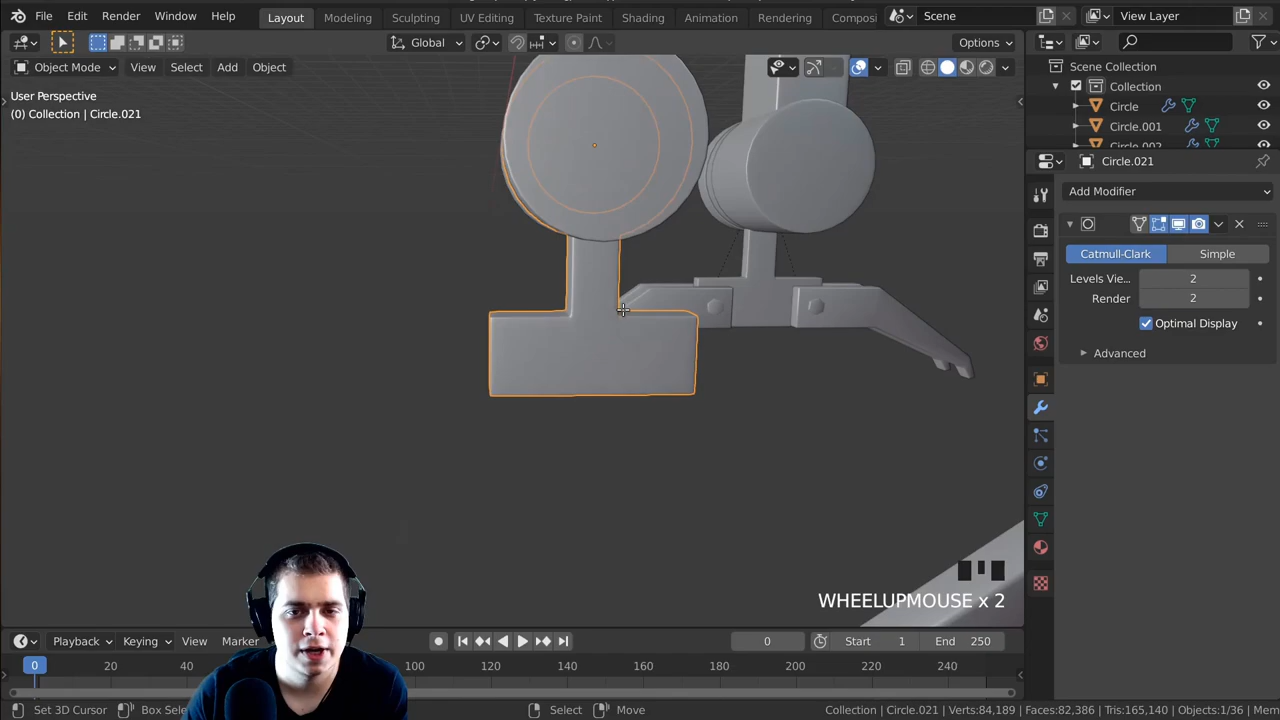 File Edit Render Window Help Layout Modeling Sculpting UV Editing Texture Paint Shading Animation Rendering Composi Scene View Layer
Global Options
Object Mode View Select Add Object
User Perspective
(0) Collection | Circle.021
Scene Collection
Collection
Circle
Circle.001
Circle.021
Add Modifier
Catmull-Clark Simple
Levels Vie... 2
Render 2
Optimal Display
Advanced
WHEELUPMOUSE x 2
Playback Keying View Marker 0 Start 1 End 250
0 20 40 100 120 140 160 180 200 220 240
Set 3D Cursor Box Sele Select Move Collection | Circle.021 Verts:84,189 | Faces:82,386 | Tris:165,140 | Objects:1/36 | Mem